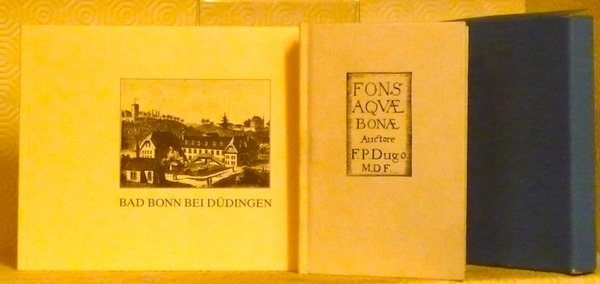 BAD BONN BEI DÜDINGEN
FONS
AQVÆ
BONÆ
Auctore
F.P. Dugo
M.D.F.